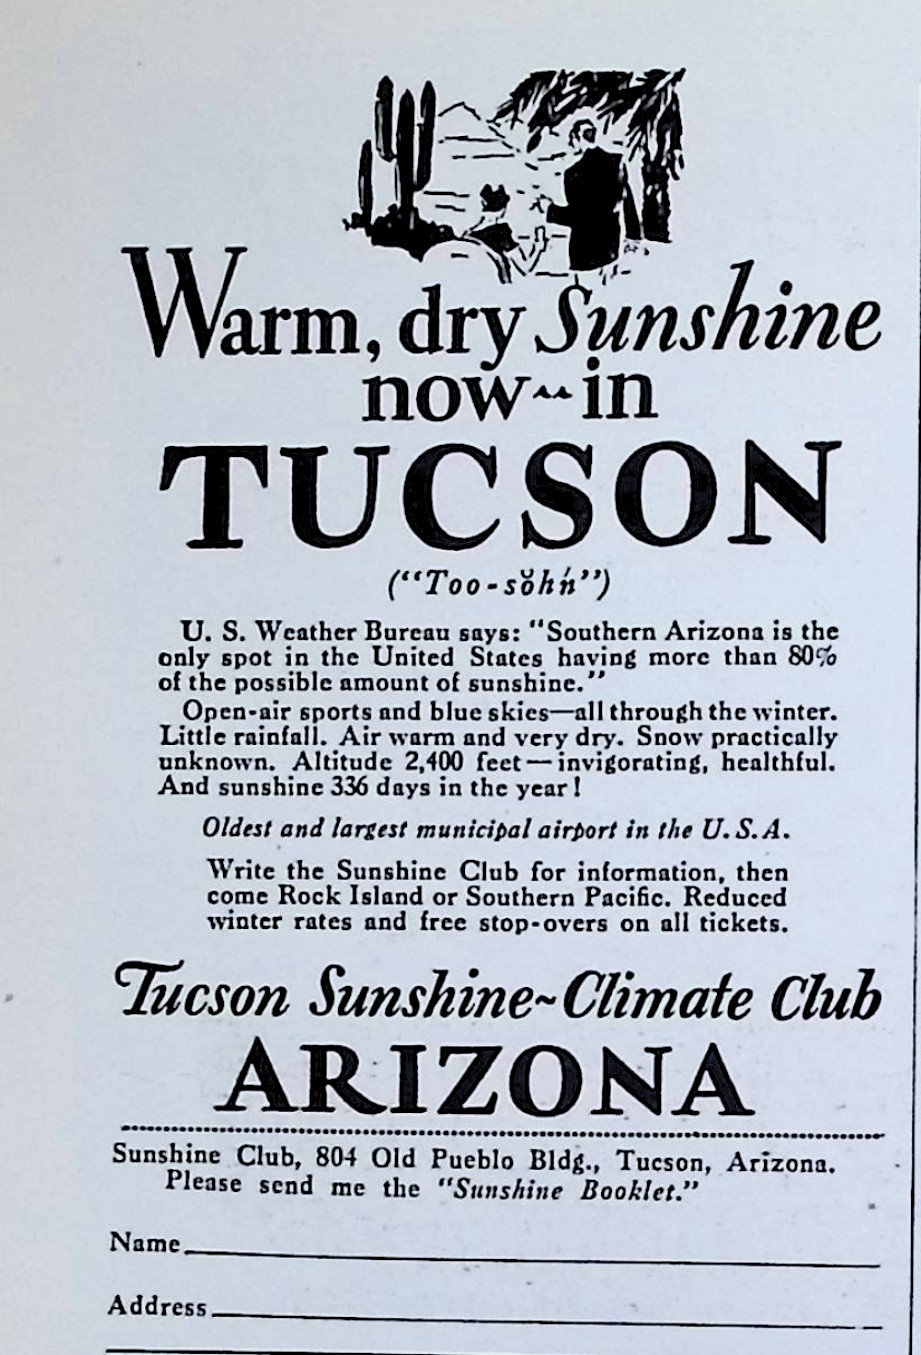 Warm, dry Sunshine
now--in
TUCSON
("Too-sŏhń")
U. S. Weather Bureau says: "Southern Arizona is the
only spot in the United States having more than 80%
of the possible amount of sunshine."
Open-air sports and blue skies—all through the winter.
Little rainfall. Air warm and very dry. Snow practically
unknown. Altitude 2,400 feet—invigorating, healthful.
And sunshine 336 days in the year!
Oldest and largest municipal airport in the U.S.A.
Write the Sunshine Club for information, then
come Rock Island or Southern Pacific. Reduced
winter rates and free stop-overs on all tickets.
Tucson Sunshine~Climate Club
ARIZONA
Sunshine Club, 804 Old Pueblo Bldg., Tucson, Arizona.
Please send me the "Sunshine Booklet."
Name
Address